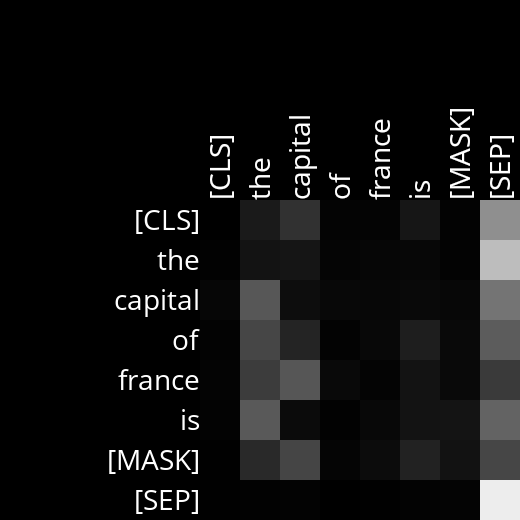 [CLS] the capital of france is [MASK] [SEP]
[CLS]
the
capital
of
france
is
[MASK]
[SEP]